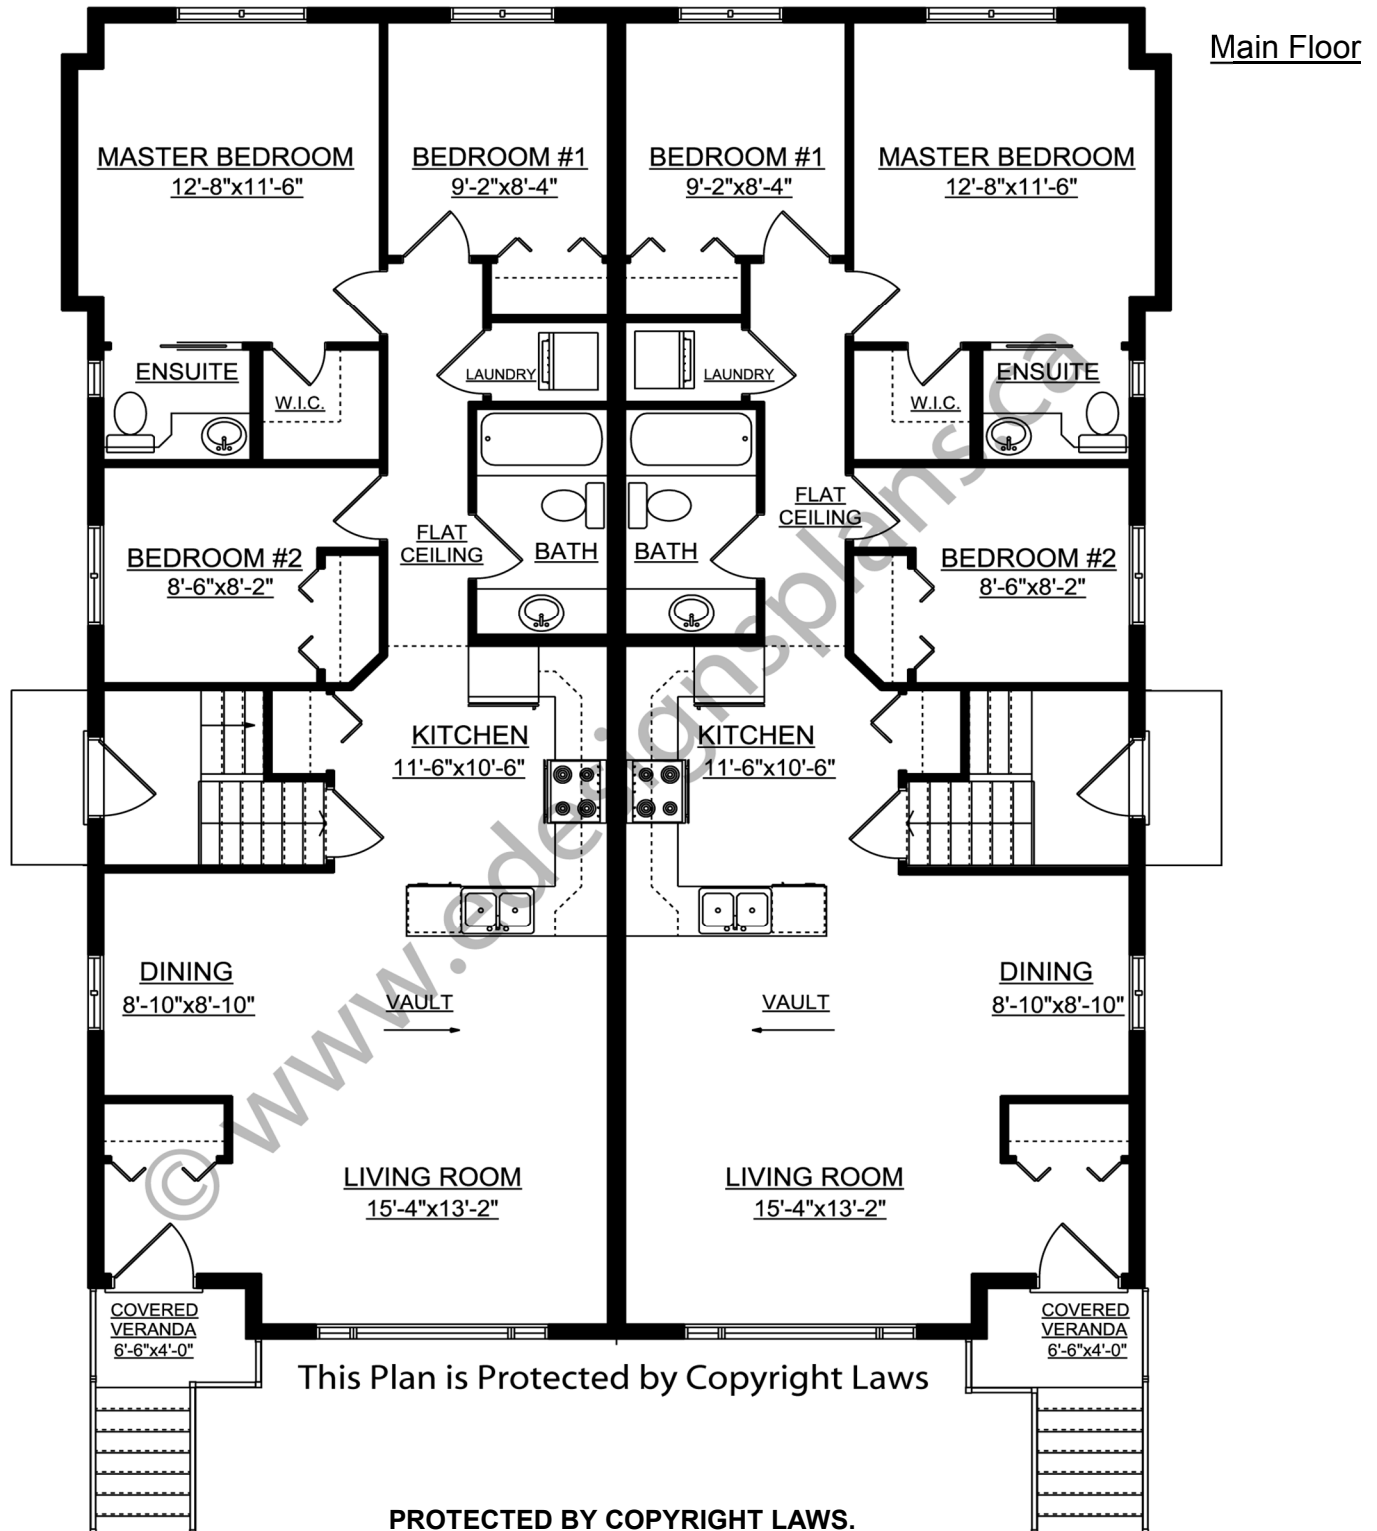 Main Floor
MASTER BEDROOM
12'-8"x11'-6"
BEDROOM #1
9'-2"x8'-4"
BEDROOM #1
9'-2"x8'-4"
MASTER BEDROOM
12'-8"x11'-6"
ENSUITE
W.I.C.
LAUNDRY
LAUNDRY
W.I.C.
ENSUITE
BEDROOM #2
8'-6"x8'-2"
FLAT
CEILING
BATH
BATH
FLAT
CEILING
BEDROOM #2
8'-6"x8'-2"
KITCHEN
11'-6"x10'-6"
KITCHEN
11'-6"x10'-6"
DINING
8'-10"x8'-10"
VAULT
VAULT
DINING
8'-10"x8'-10"
LIVING ROOM
15'-4"x13'-2"
LIVING ROOM
15'-4"x13'-2"
COVERED
VERANDA
6'-6"x4'-0"
COVERED
VERANDA
6'-6"x4'-0"
© www.edesignsplans.ca
This Plan is Protected by Copyright Laws
PROTECTED BY COPYRIGHT LAWS.